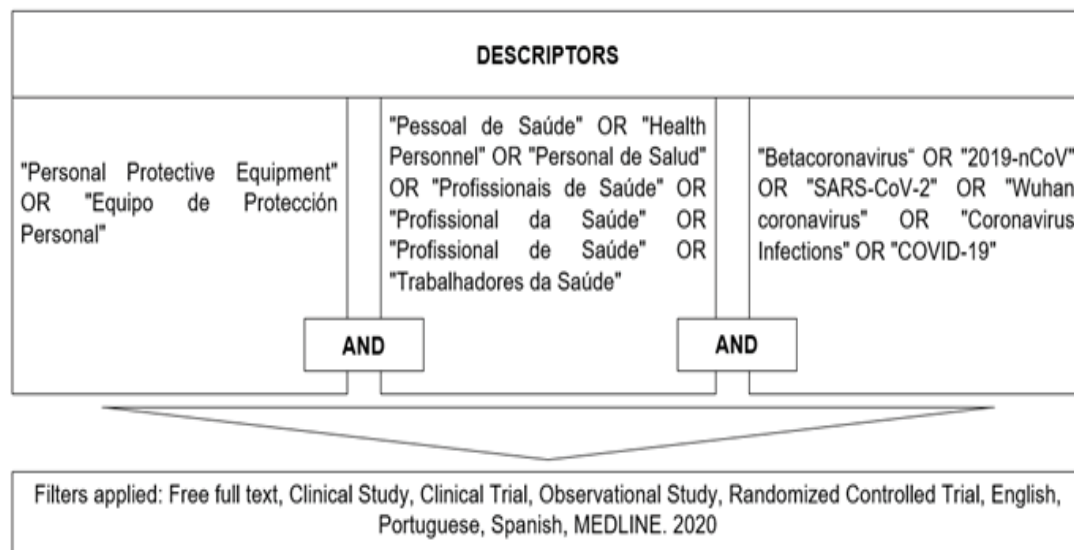 DESCRIPTORS
"Personal Protective Equipment"
OR "Equipo de Protección
Personal"
"Pessoal de Saúde" OR "Health
Personnel" OR "Personal de Salud"
OR "Profissionais de Saúde" OR
"Profissional da Saúde" OR
"Profissional de Saúde" OR
"Trabalhadores da Saúde"
"Betacoronavirus“ OR "2019-nCoV"
OR "SARS-CoV-2" OR "Wuhan
coronavirus" OR "Coronavirus
Infections" OR "COVID-19"
AND
AND
Filters applied: Free full text, Clinical Study, Clinical Trial, Observational Study, Randomized Controlled Trial, English,
Portuguese, Spanish, MEDLINE. 2020